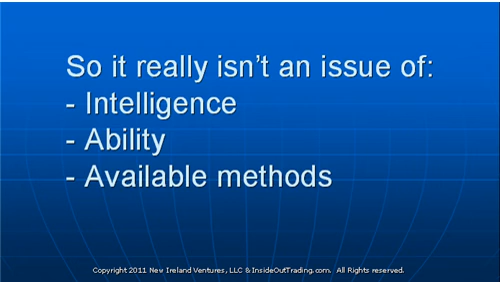 So it really isn't an issue of:
- Intelligence
- Ability
- Available methods
Copyright 2011 New Ireland Ventures, LLC & InsideOutTrading.com.  All Rights reserved.